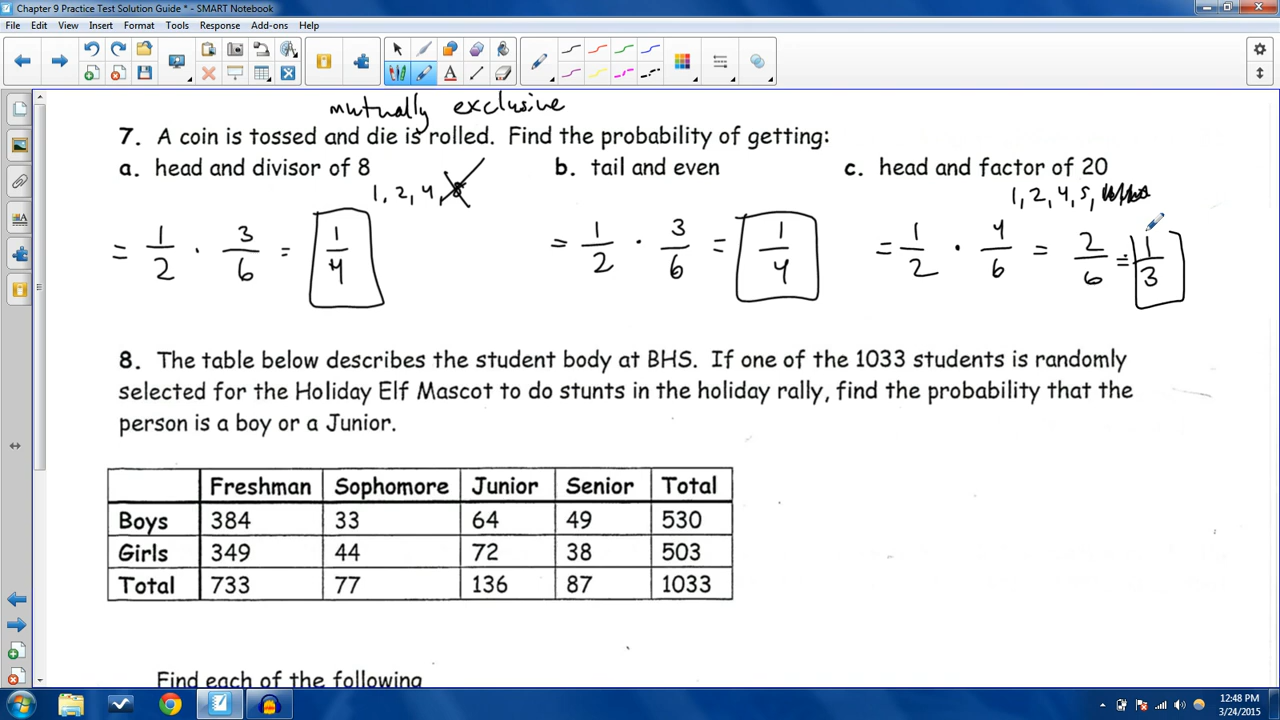 Chapter 9 Practice Test Solution Guide * - SMART Notebook
File Edit View Insert Format Tools Response Add-ons Help
mutually exclusive
7. A coin is tossed and die is rolled. Find the probability of getting:
a. head and divisor of 8 b. tail and even c. head and factor of 20
1, 2, 4, 8 1, 2, 4, 5,
= 1/2 · 3/6 = 1/4 = 1/2 · 3/6 = 1/4 = 1/2 · 4/6 = 2/6 = 1/3
8. The table below describes the student body at BHS. If one of the 1033 students is randomly
selected for the Holiday Elf Mascot to do stunts in the holiday rally, find the probability that the
person is a boy or a Junior.
Freshman Sophomore Junior Senior Total
Boys 384 33 64 49 530
Girls 349 44 72 38 503
Total 733 77 136 87 1033
Find each of the following
12:48 PM
3/24/2015